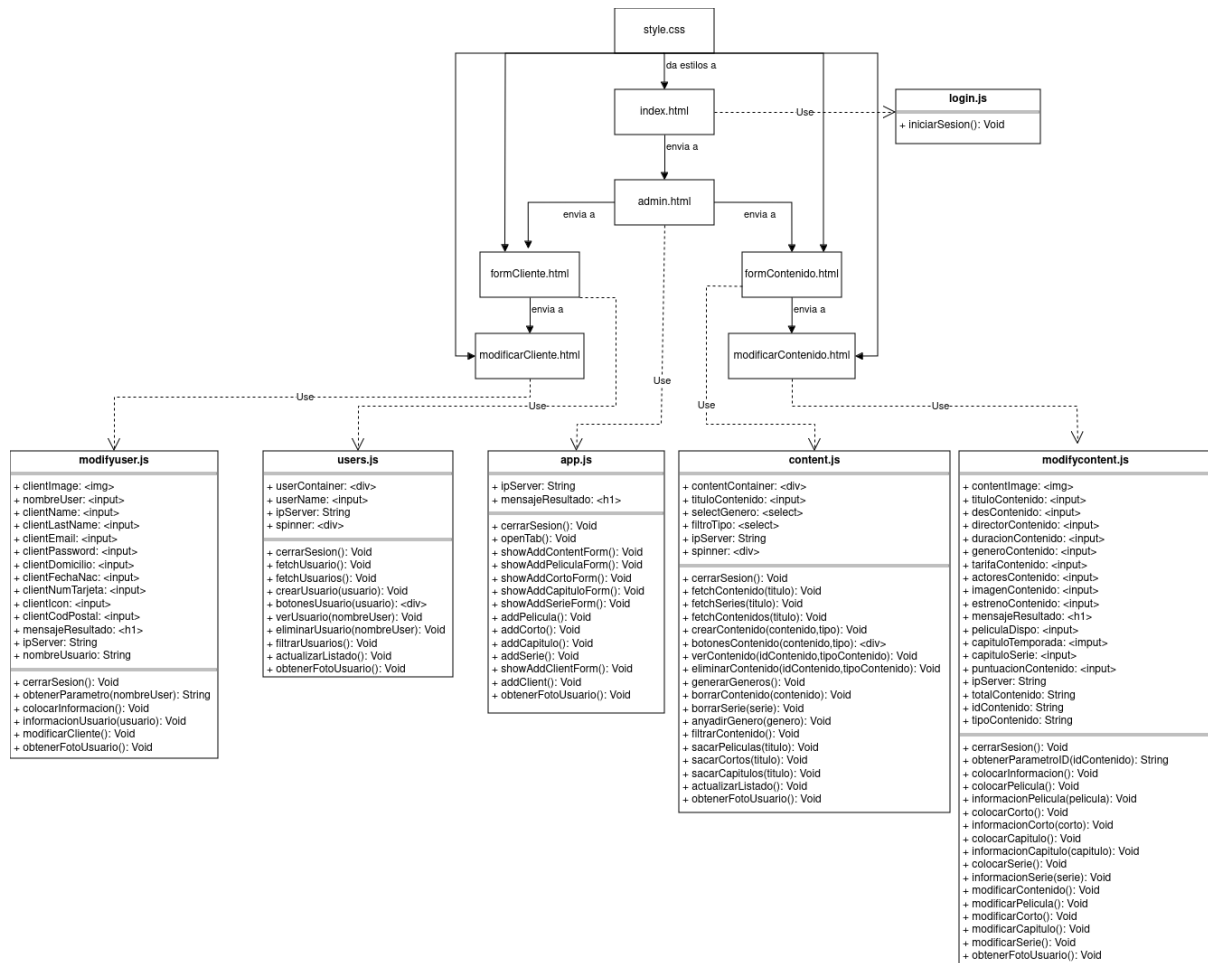 style.css
da estilos a
index.html
Use
login.js
+ iniciarSesion(): Void
envia a
admin.html
envia a
envia a
formCliente.html
formContenido.html
envia a
envia a
modificarCliente.html
modificarContenido.html
Use
Use
Use
Use
Use
modifyuser.js
+ clientImage: <img>
+ nombreUser: <input>
+ clientName: <input>
+ clientLastName: <input>
+ clientEmail: <input>
+ clientPassword: <input>
+ clientDomicilio: <input>
+ clientFechaNac: <input>
+ clientNumTarjeta: <input>
+ clientIcon: <input>
+ clientCodPostal: <input>
+ mensajeResultado: <h1>
+ ipServer: String
+ nombreUsuario: String
+ cerrarSesion(): Void
+ obtenerParametro(nombreUser): String
+ colocarInformacion(): Void
+ informacionUsuario(usuario): Void
+ modificarCliente(): Void
+ obtenerFotoUsuario(): Void
users.js
+ userContainer: <div>
+ userName: <input>
+ ipServer: String
+ spinner: <div>
+ cerrarSesion(): Void
+ fetchUsuario(): Void
+ fetchUsuarios(): Void
+ crearUsuario(usuario): Void
+ botonesUsuario(usuario): <div>
+ verUsuario(nombreUser): Void
+ eliminarUsuario(nombreUser): Void
+ filtrarUsuarios(): Void
+ actualizarListado(): Void
+ obtenerFotoUsuario(): Void
app.js
+ ipServer: String
+ mensajeResultado: <h1>
+ cerrarSesion(): Void
+ openTab(): Void
+ showAddContentForm(): Void
+ showAddPeliculaForm(): Void
+ showAddCortoForm(): Void
+ showAddCapituloForm(): Void
+ showAddSerieForm(): Void
+ addPelicula(): Void
+ addCorto(): Void
+ addCapitulo(): Void
+ addSerie(): Void
+ showAddClientForm(): Void
+ addClient(): Void
+ obtenerFotoUsuario(): Void
content.js
+ contentContainer: <div>
+ tituloContenido: <input>
+ selectGenero: <select>
+ filtroTipo: <select>
+ ipServer: String
+ spinner: <div>
+ cerrarSesion(): Void
+ fetchContenido(titulo): Void
+ fetchSeries(titulo): Void
+ fetchContenidos(titulo): Void
+ crearContenido(contenido,tipo): Void
+ botonesContenido(contenido,tipo): <div>
+ verContenido(idContenido,tipoContenido): Void
+ eliminarContenido(idContenido,tipoContenido): Void
+ generarGeneros(): Void
+ borrarContenido(contenido): Void
+ borrarSerie(serie): Void
+ anyadirGenero(genero): Void
+ filtrarContenido(): Void
+ sacarPeliculas(titulo): Void
+ sacarCortos(titulo): Void
+ sacarCapitulos(titulo): Void
+ actualizarListado(): Void
+ obtenerFotoUsuario(): Void
modifycontent.js
+ contentImage: <img>
+ tituloContenido: <input>
+ desContenido: <input>
+ directorContenido: <input>
+ duracionContenido: <input>
+ generoContenido: <input>
+ tarifaContenido: <input>
+ actoresContenido: <input>
+ imagenContenido: <input>
+ estrenoContenido: <input>
+ mensajeResultado: <h1>
+ peliculaDispo: <input>
+ capituloTemporada: <imput>
+ capituloSerie: <input>
+ puntuacionContenido: <input>
+ ipServer: String
+ totalContenido: String
+ idContenido: String
+ tipoContenido: String
+ cerrarSesion(): Void
+ obtenerParametroID(idContenido): String
+ colocarInformacion(): Void
+ colocarPelicula(): Void
+ informacionPelicula(pelicula): Void
+ colocarCorto(): Void
+ informacionCorto(corto): Void
+ colocarCapitulo(): Void
+ informacionCapitulo(capitulo): Void
+ colocarSerie(): Void
+ informacionSerie(serie): Void
+ modificarContenido(): Void
+ modificarPelicula(): Void
+ modificarCorto(): Void
+ modificarCapitulo(): Void
+ modificarSerie(): Void
+ obtenerFotoUsuario(): Void